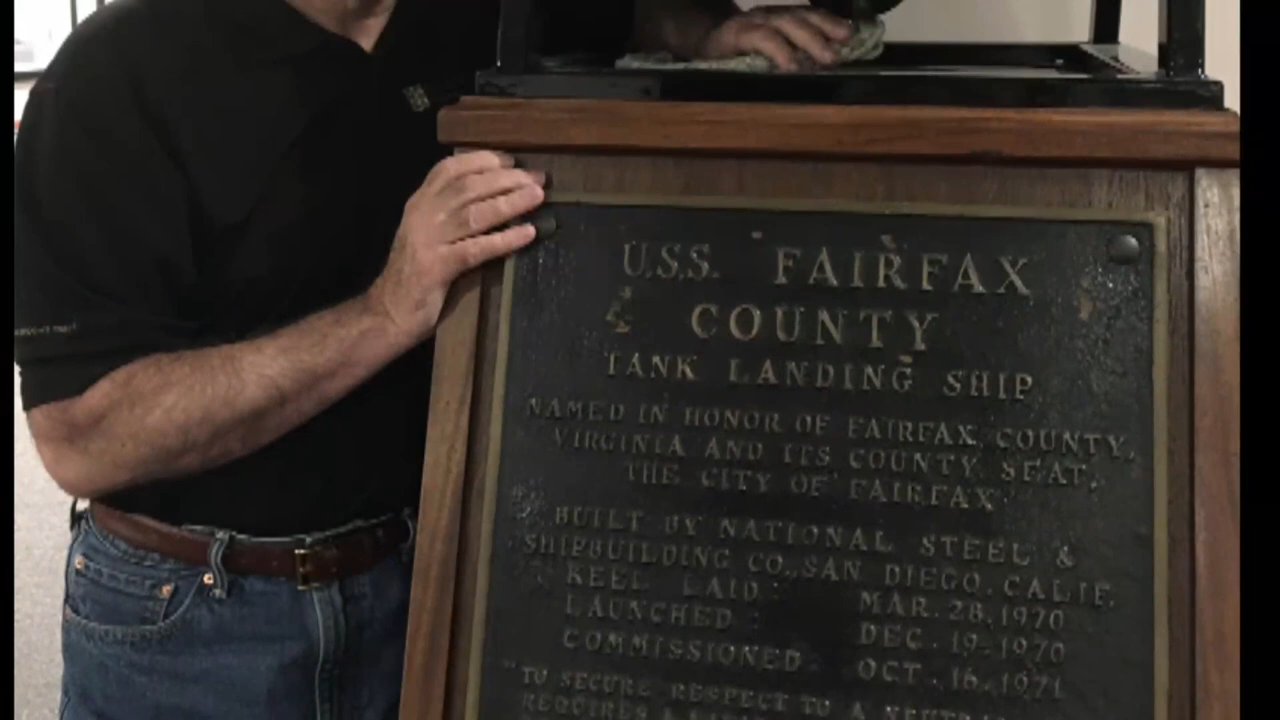 U.S.S. FAIRFAX
COUNTY
TANK LANDING SHIP
NAMED IN HONOR OF FAIRFAX COUNTY,
VIRGINIA AND ITS COUNTY SEAT,
THE CITY OF FAIRFAX
BUILT BY NATIONAL STEEL &
SHIPBUILDING CO., SAN DIEGO, CALIF.
KEEL LAID: MAR. 28, 1970
LAUNCHED: DEC. 19, 1970
COMMISSIONED: OCT. 16, 1971
"TO SECURE RESPECT TO A NEUTRAL
REQUIRES A